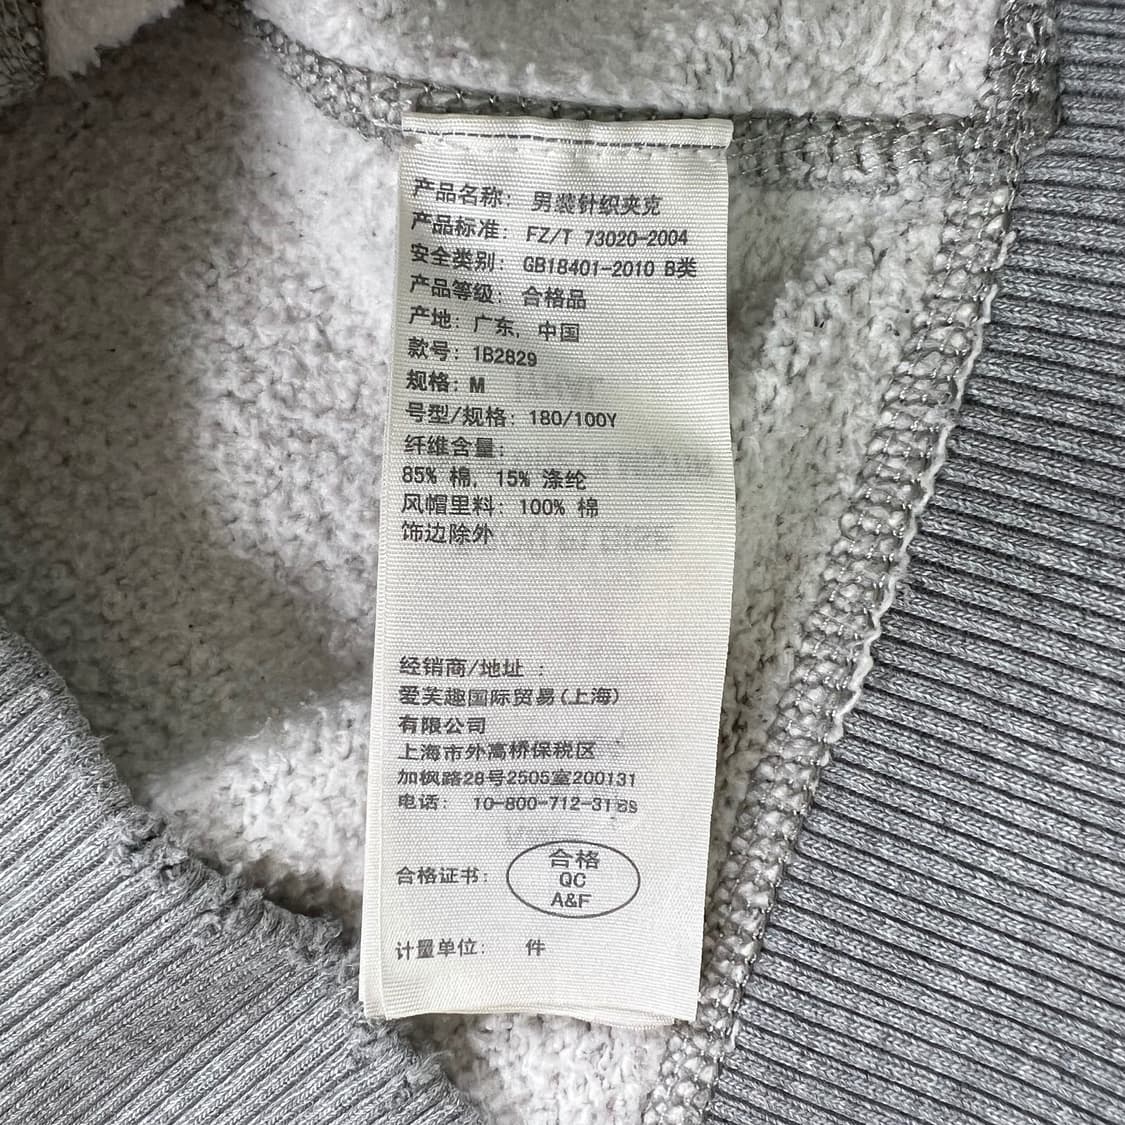 产品名称: 男装针织夹克
产品标准: FZ/T 73020-2004
安全类别: GB18401-2010 B类
产品等级: 合格品
产地: 广东, 中国
款号: 1B2829
规格: M
号型/规格: 180/100Y
纤维含量:
85% 棉, 15% 涤纶
风帽里料: 100% 棉
饰边除外
经销商/地址 :
爱芙趣国际贸易(上海)
有限公司
上海市外高桥保税区
加枫路28号2505室200131
电话: 
合格证书:
合格
QC
A&F
计量单位: 件